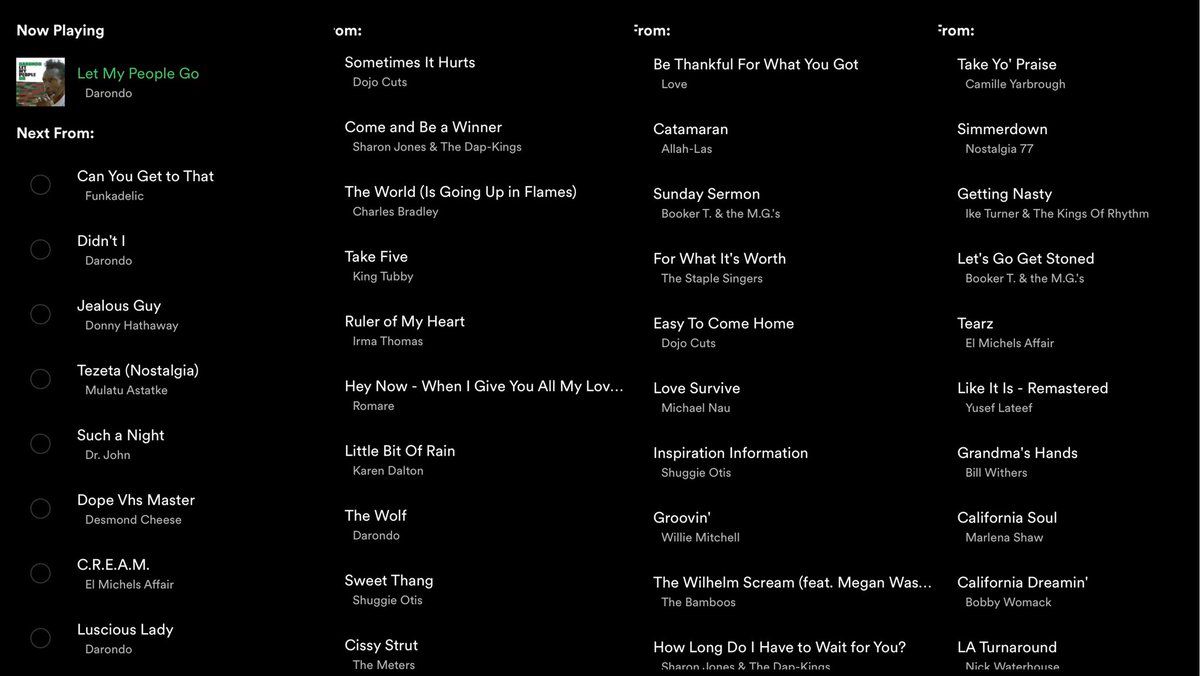 Now Playing
DARONDO
LET
MY
PEOPLE
GO
Let My People Go
Darondo
Next From:
Can You Get to That
Funkadelic
Didn't I
Darondo
Jealous Guy
Donny Hathaway
Tezeta (Nostalgia)
Mulatu Astatke
Such a Night
Dr. John
Dope Vhs Master
Desmond Cheese
C.R.E.A.M.
El Michels Affair
Luscious Lady
Darondo
om:
Sometimes It Hurts
Dojo Cuts
Come and Be a Winner
Sharon Jones & The Dap-Kings
The World (Is Going Up in Flames)
Charles Bradley
Take Five
King Tubby
Ruler of My Heart
Irma Thomas
Hey Now - When I Give You All My Lov...
Romare
Little Bit Of Rain
Karen Dalton
The Wolf
Darondo
Sweet Thang
Shuggie Otis
Cissy Strut
The Meters
From:
Be Thankful For What You Got
Love
Catamaran
Allah-Las
Sunday Sermon
Booker T. & the M.G.'s
For What It's Worth
The Staple Singers
Easy To Come Home
Dojo Cuts
Love Survive
Michael Nau
Inspiration Information
Shuggie Otis
Groovin'
Willie Mitchell
The Wilhelm Scream (feat. Megan Was...
The Bamboos
How Long Do I Have to Wait for You?
Sharon Jones & The Dap-Kings
From:
Take Yo' Praise
Camille Yarbrough
Simmerdown
Nostalgia 77
Getting Nasty
Ike Turner & The Kings Of Rhythm
Let's Go Get Stoned
Booker T. & the M.G.'s
Tearz
El Michels Affair
Like It Is - Remastered
Yusef Lateef
Grandma's Hands
Bill Withers
California Soul
Marlena Shaw
California Dreamin'
Bobby Womack
LA Turnaround
Nick Waterhouse